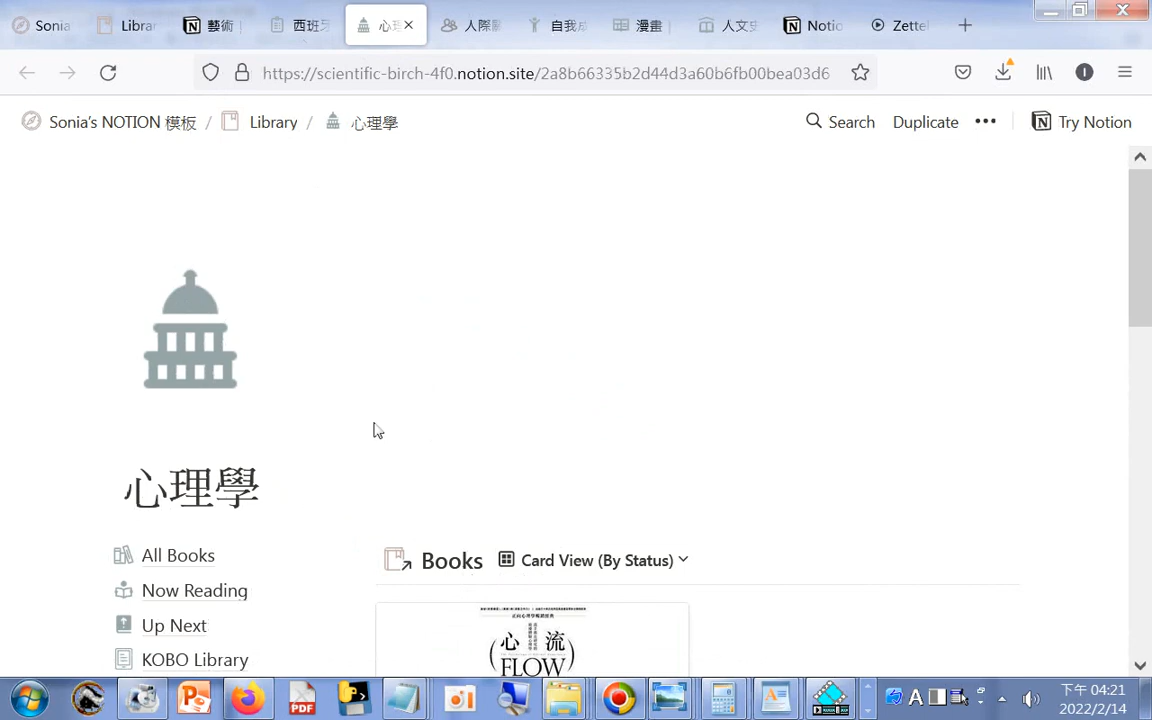 Sonia
Library
藝術
西班牙
心理
人際
自我成
漫畫
人文史
Notio
Zettel
https://scientific-birch-4f0.notion.site/2a8b66335b2d44d3a60b6fb00bea03d6
Sonia's NOTION 模板 / Library / 心理學
Search Duplicate ••• Try Notion
心理學
All Books
Now Reading
Up Next
KOBO Library
Books Card View (By Status)
心流
FLOW
PDF
下午 04:21
2022/2/14